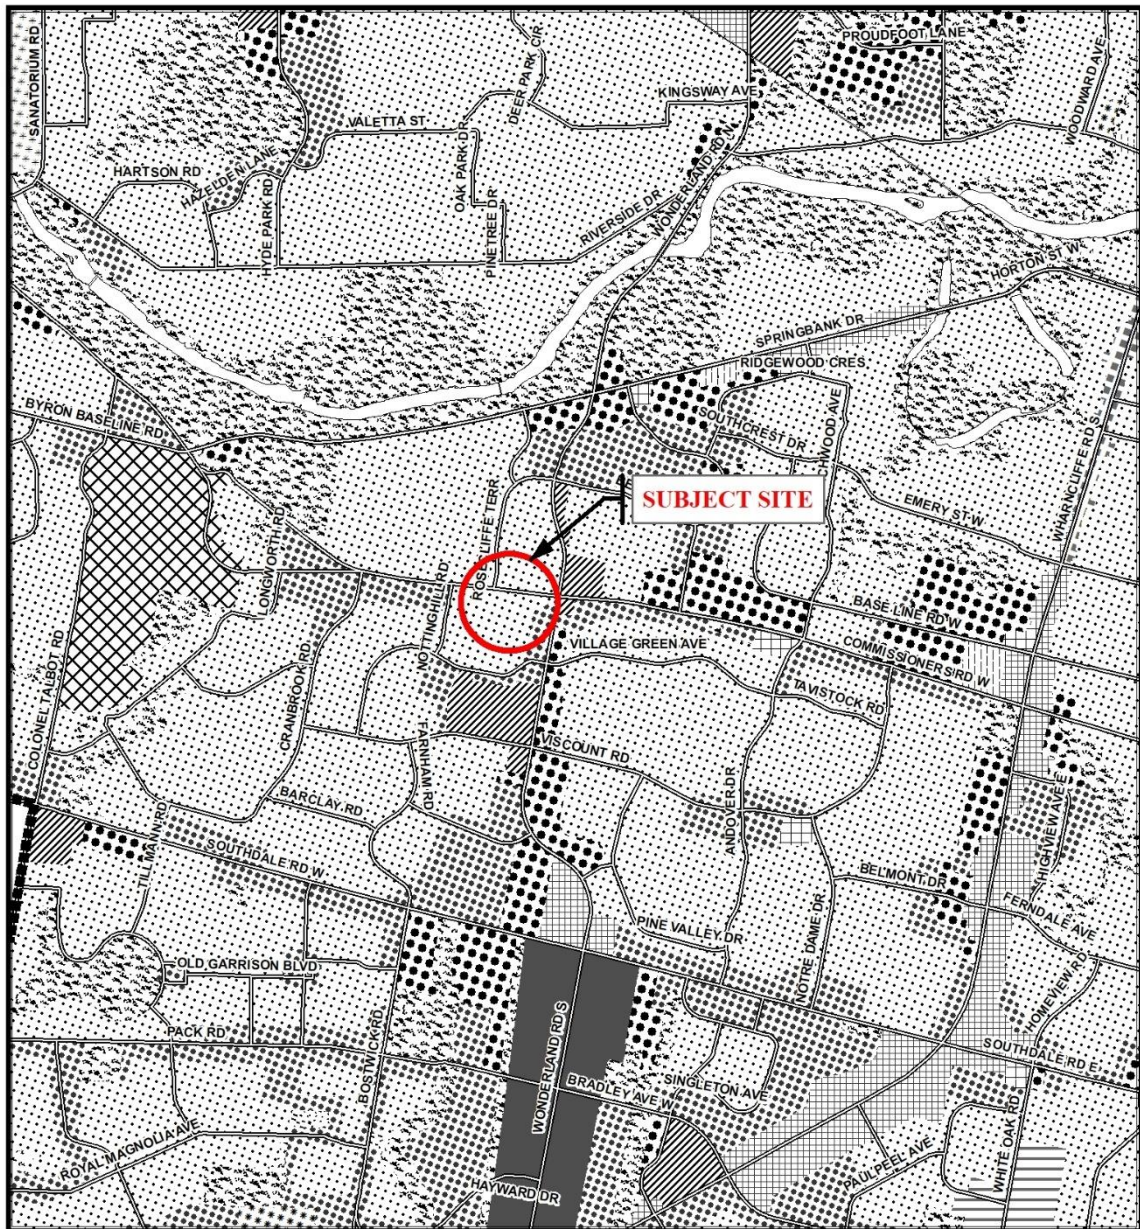 PROUDFOOT LANE
SANATORIUM RD
DEER PARK CIR
WOODWARD AVE
KINGSWAY AVE
VALETTA ST
OAK PARK DR
HARTSON RD
HAZELDEN LANE
HYDE PARK RD
PINETREE DR
RIVERSIDE DR
WONDERLAND RD N
HORTON ST W
SPRINGBANK DR
RIDGEWOOD CRES
BYRON BASELINE RD
SOUTHCREST DR
WHARNCLIFFE RD S
ROSECLIFFE TERR
SUBJECT SITE
EMERY ST W
LONGWORTH RD
NOTTINGHILL RD
BASE LINE RD W
VILLAGE GREEN AVE
COMMISSIONERS RD W
COLONEL TALBOT RD
CRANBROOK RD
TAVISTOCK RD
FARNHAM RD
VISCOUNT RD
ANDOVER DR
HIGHVIEW AVE E
BARCLAY RD
TILLMANN RD
SOUTHDALE RD W
BELMONT DR
FERNDALE AVE
PINE VALLEY DR
NOTRE DAME DR
OLD GARRISON BLVD
HOMEVIEW RD
PACK RD
BOSTWICK RD
WONDERLAND RD S
SOUTHDALE RD E
BRADLEY AVE W
SINGLETON AVE
WHITE OAK RD
PAULPEEL AVE
ROYAL MAGNOLIA AVE
HAYWARD DR